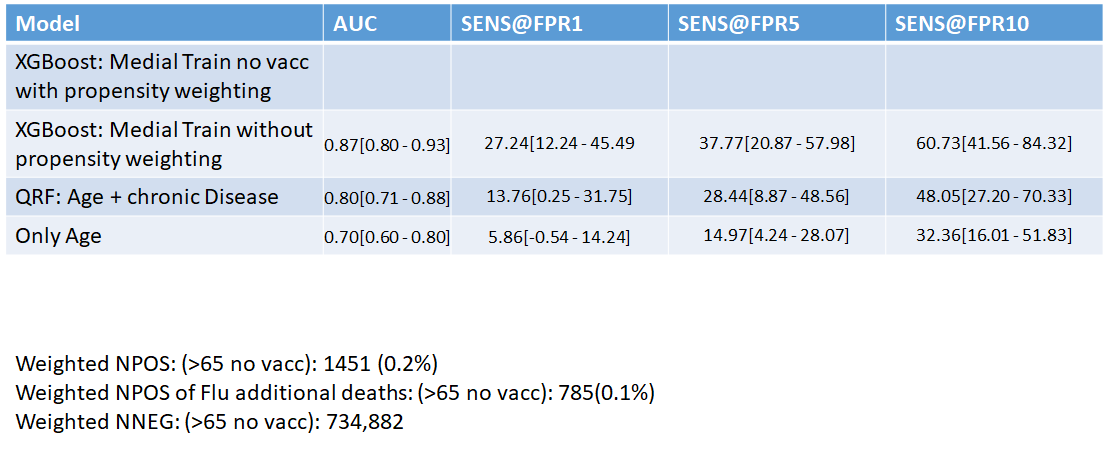 Model AUC SENS@FPR1 SENS@FPR5 SENS@FPR10
XGBoost: Medial Train no vacc
with propensity weighting
XGBoost: Medial Train without
propensity weighting 0.87[0.80 - 0.93] 27.24[12.24 - 45.49 37.77[20.87 - 57.98] 60.73[41.56 - 84.32]
QRF: Age + chronic Disease 0.80[0.71 - 0.88] 13.76[0.25 - 31.75] 28.44[8.87 - 48.56] 48.05[27.20 - 70.33]
Only Age 0.70[0.60 - 0.80] 5.86[-0.54 - 14.24] 14.97[4.24 - 28.07] 32.36[16.01 - 51.83]
Weighted NPOS: (>65 no vacc): 1451 (0.2%)
Weighted NPOS of Flu additional deaths: (>65 no vacc): 785(0.1%)
Weighted NNEG: (>65 no vacc): 734,882